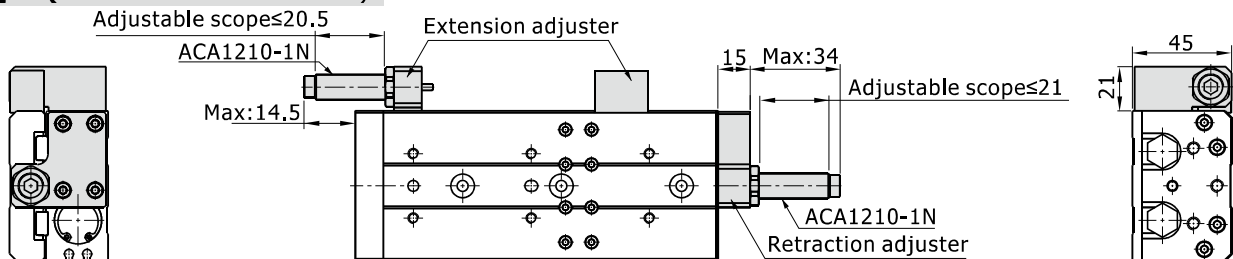 Adjustable scope≤20.5
ACA1210-1N
Extension adjuster
15
Max:34
45
21
Adjustable scope≤21
Max:14.5
ACA1210-1N
Retraction adjuster